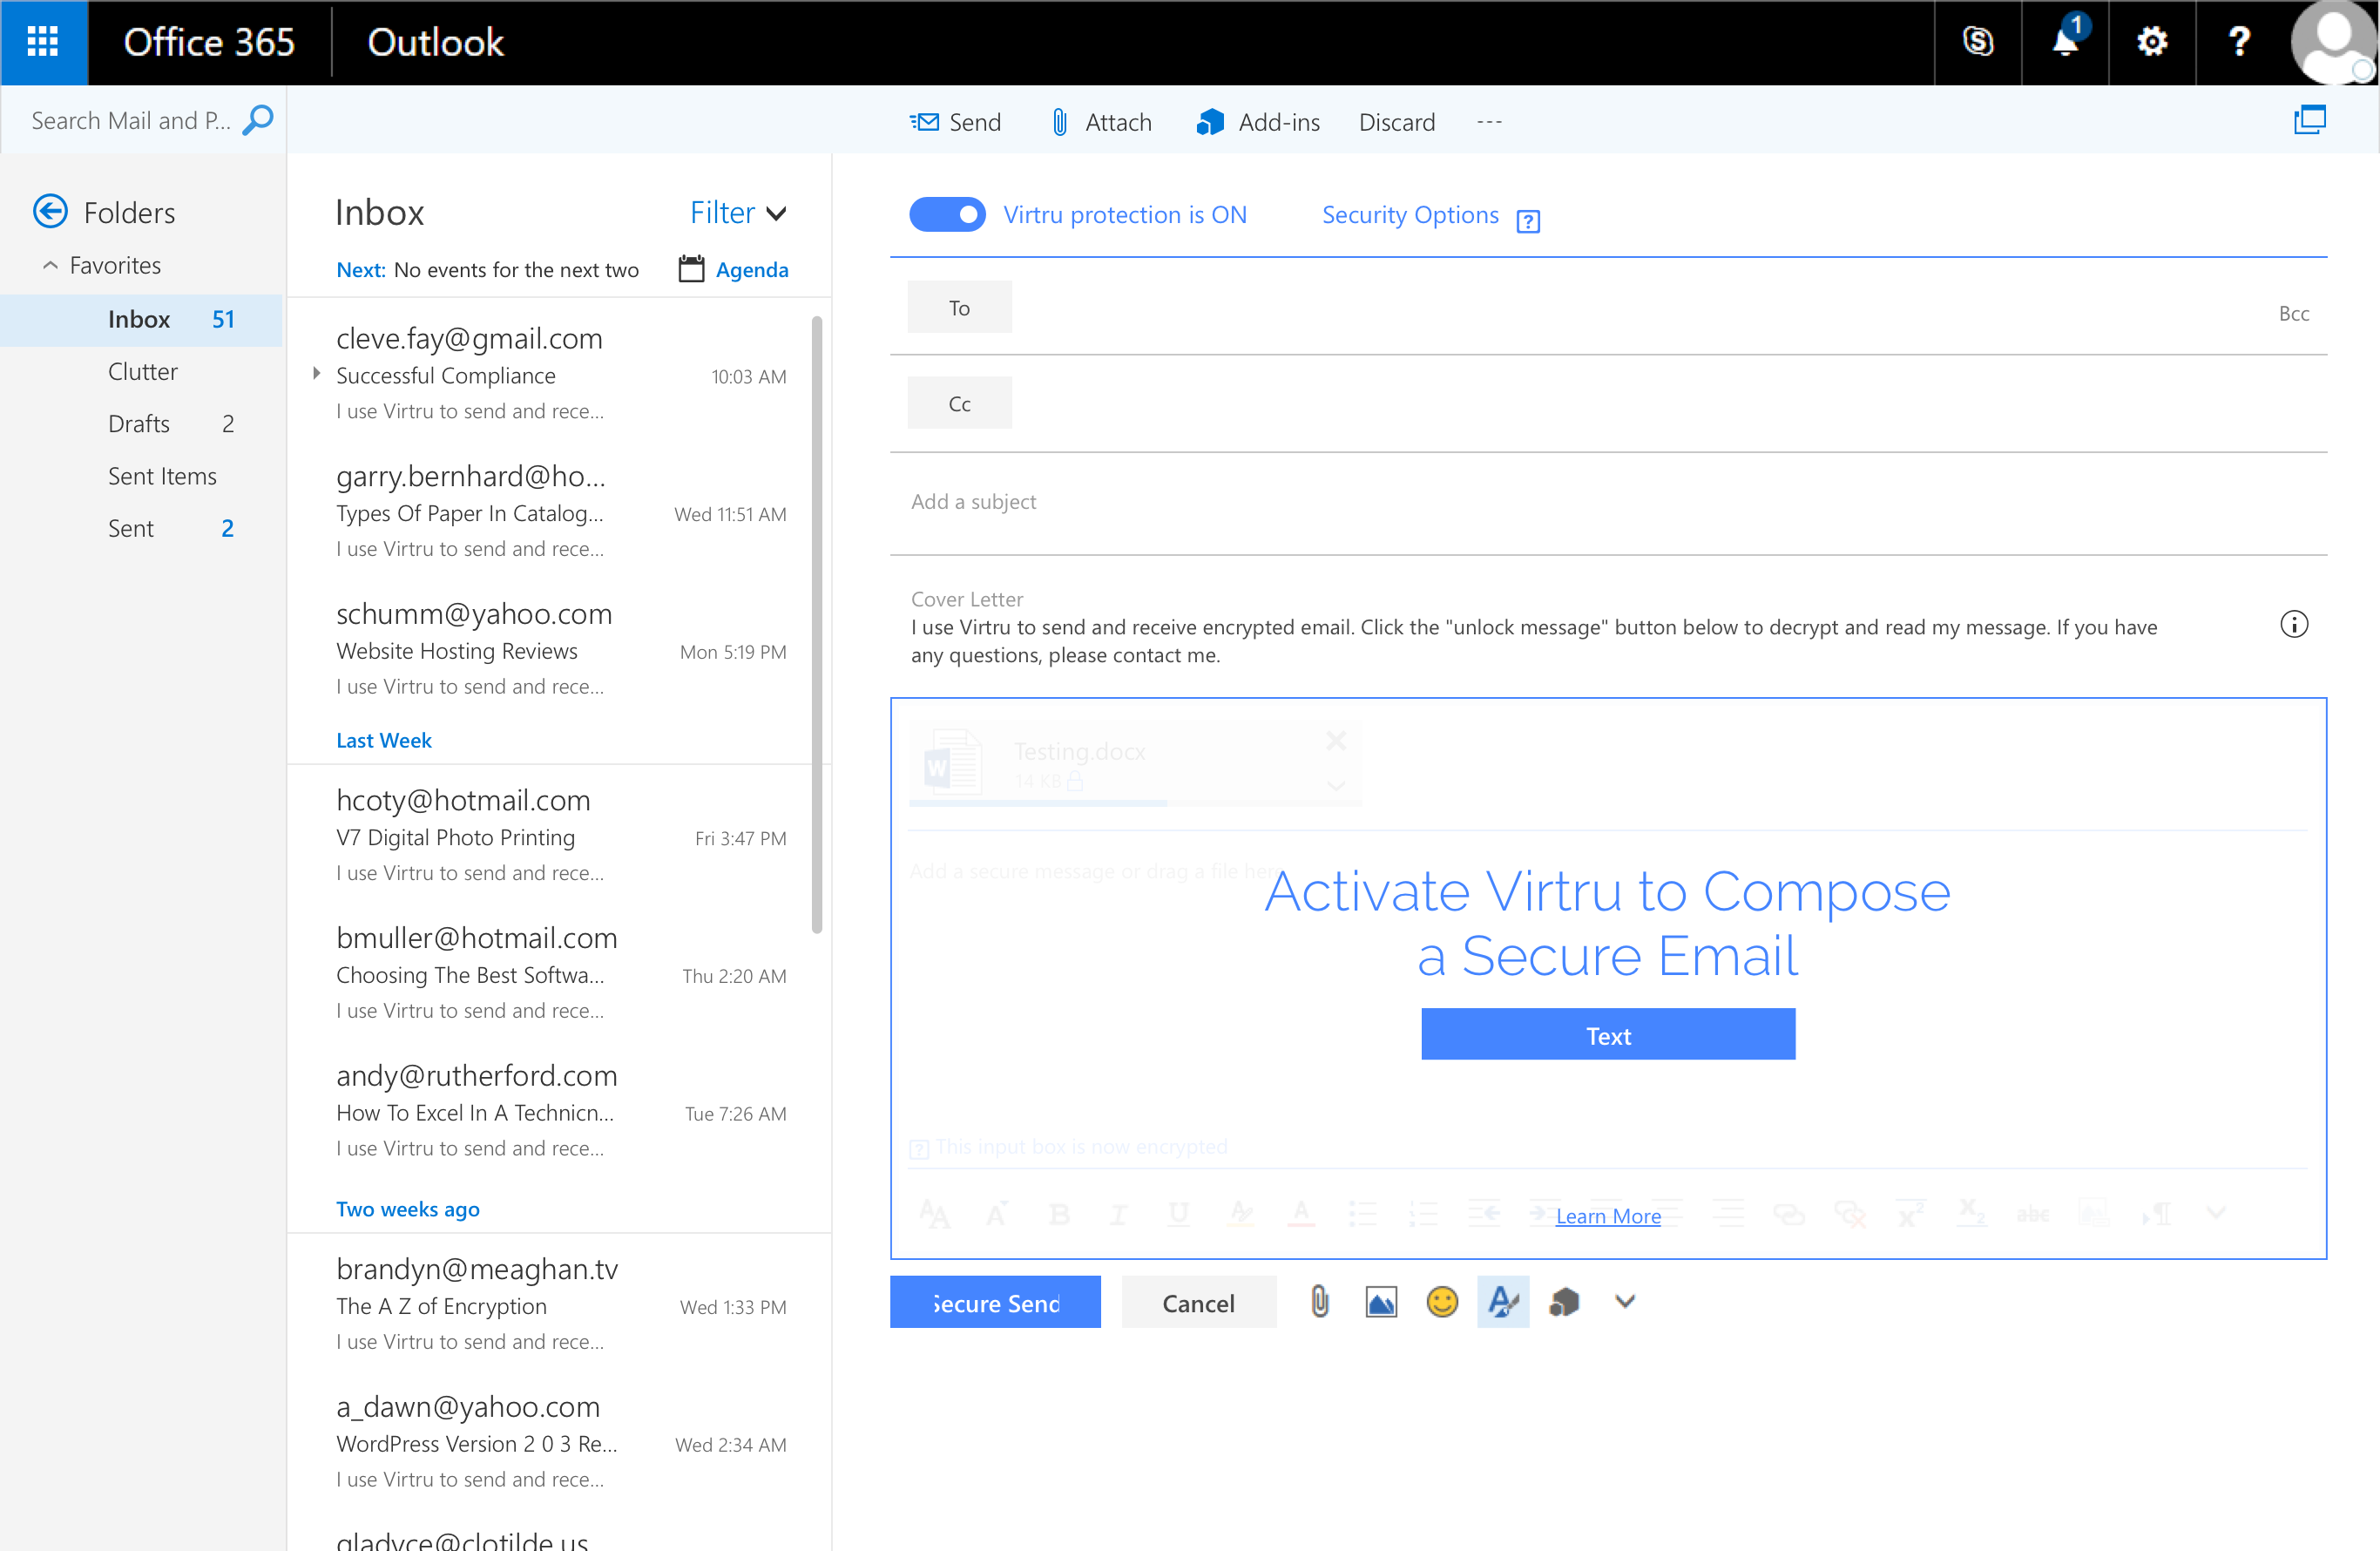 Office 365
Outlook
1
Search Mail and P...
Send
Attach
Add-ins
Discard
Folders
Favorites
Inbox 51
Clutter
Drafts 2
Sent Items
Sent 2
Inbox
Filter
Next: No events for the next two
Agenda
cleve.fay@gmail.com
Successful Compliance
10:03 AM
I use Virtru to send and rece...
garry.bernhard@ho...
Types Of Paper In Catalog...
Wed 11:51 AM
I use Virtru to send and rece...
schumm@yahoo.com
Website Hosting Reviews
Mon 5:19 PM
I use Virtru to send and rece...
Last Week
hcoty@hotmail.com
V7 Digital Photo Printing
Fri 3:47 PM
I use Virtru to send and rece...
bmuller@hotmail.com
Choosing The Best Softwa...
Thu 2:20 AM
I use Virtru to send and rece...
andy@rutherford.com
How To Excel In A Technicn...
Tue 7:26 AM
I use Virtru to send and rece...
Two weeks ago
brandyn@meaghan.tv
The A Z of Encryption
Wed 1:33 PM
I use Virtru to send and rece...
a_dawn@yahoo.com
WordPress Version 2 0 3 Re...
Wed 2:34 AM
I use Virtru to send and rece...
gladyce@clotilde.us
Virtru protection is ON
Security Options
To
Bcc
Cc
Add a subject
Cover Letter
I use Virtru to send and receive encrypted email. Click the "unlock message" button below to decrypt and read my message. If you have
any questions, please contact me.
Testing.docx
14 KB
Add a secure message or drag a file here
Activate Virtru to Compose
a Secure Email
Text
This input box is now encrypted
Learn More
Secure Send
Cancel